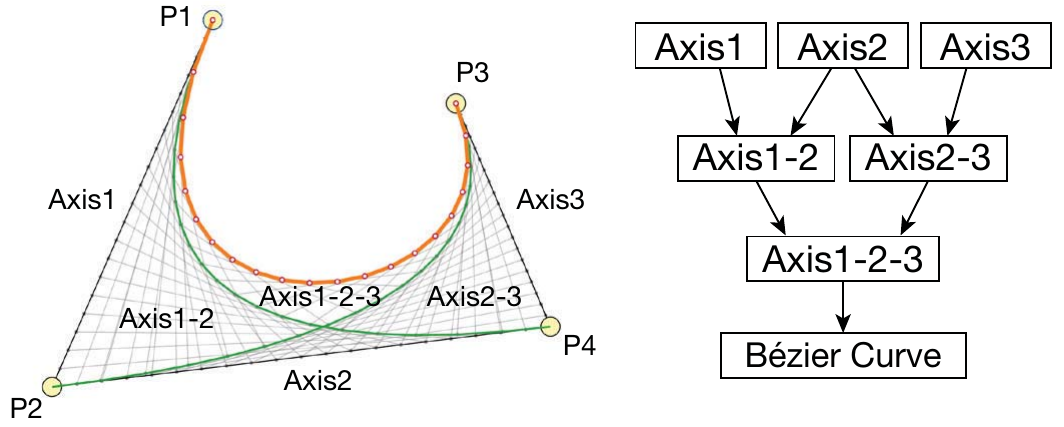 P1
P3
Axis1
Axis3
Axis1-2-3
Axis2-3
Axis1-2
P4
Axis2
P2
Axis1
Axis2
Axis3
Axis1-2
Axis2-3
Axis1-2-3
Bézier Curve